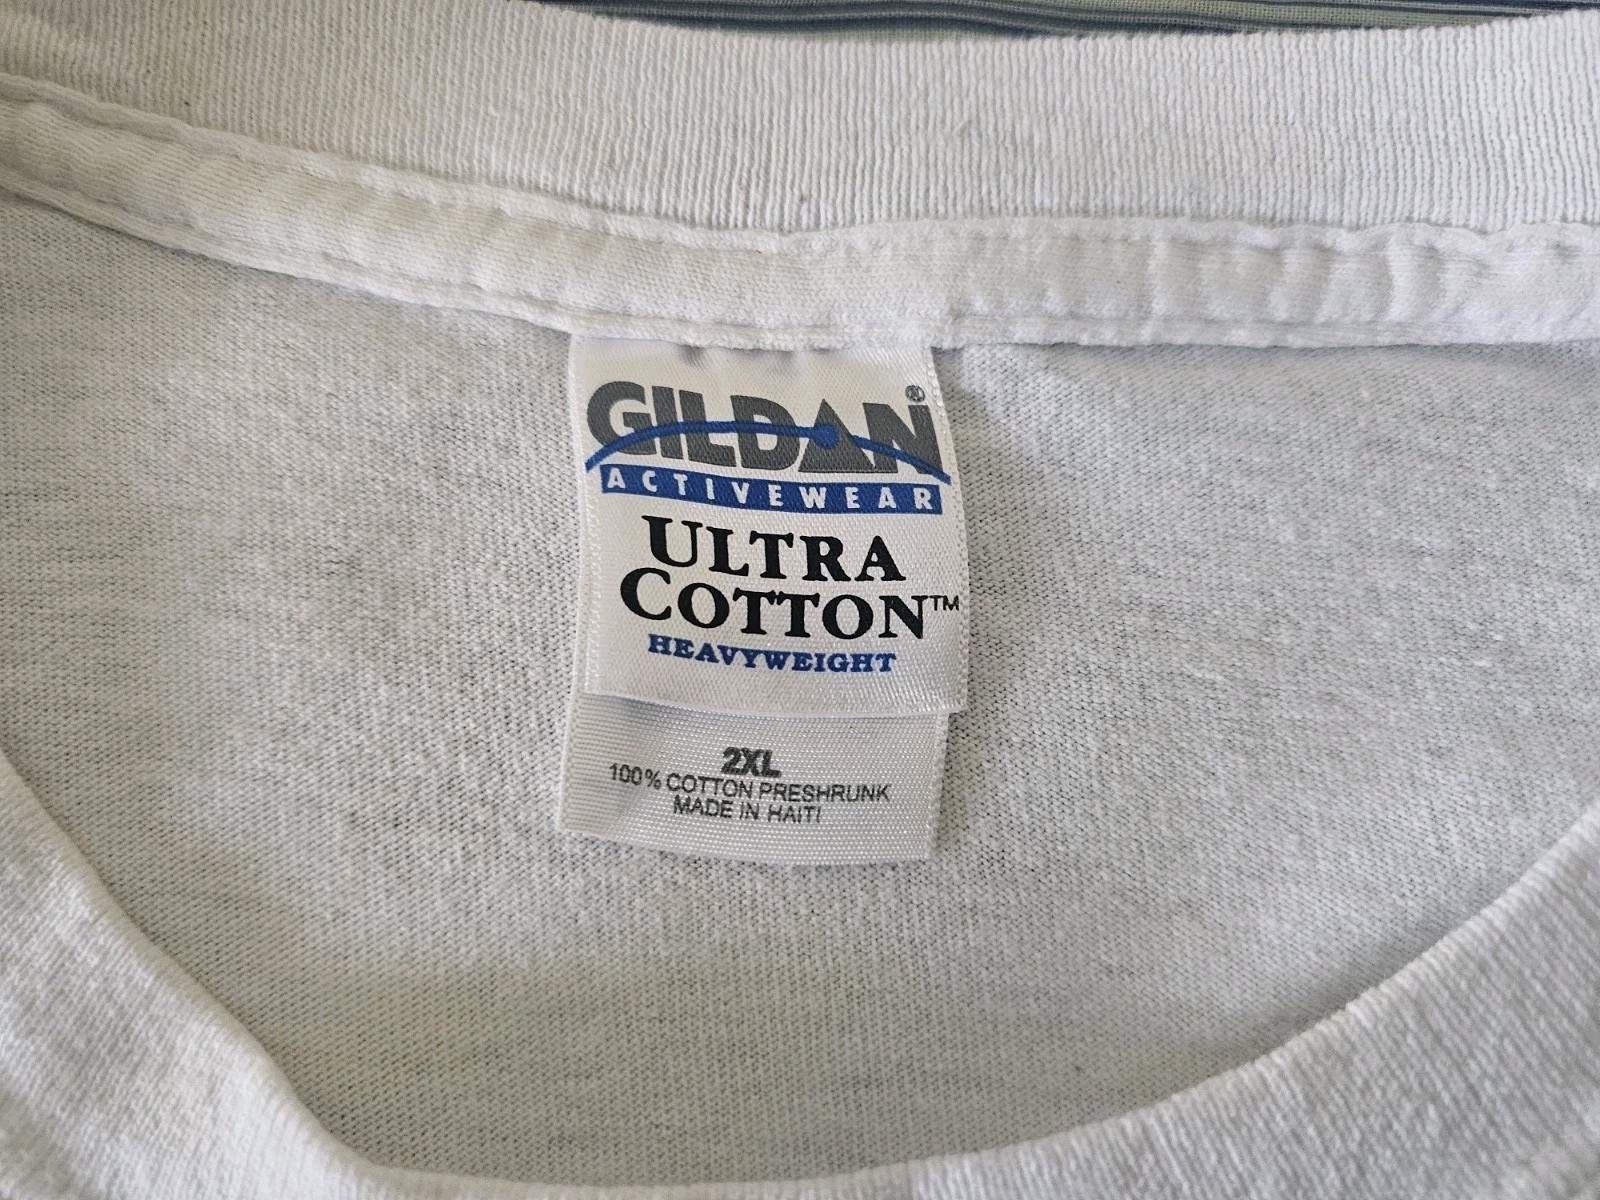 GILDAN®
ACTIVEWEAR
ULTRA
COTTON™
HEAVYWEIGHT
2XL
100% COTTON PRESHRUNK
MADE IN HAITI